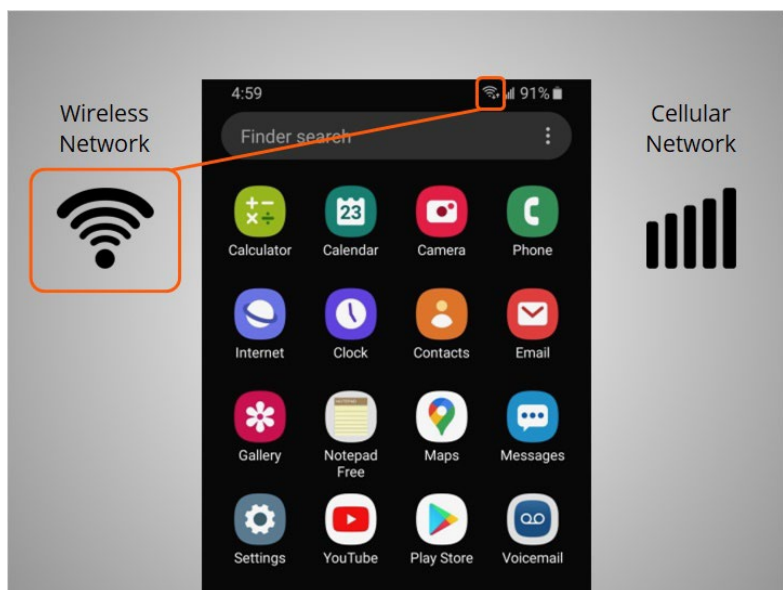 Wireless
Network
4:59
91%
Finder search
Cellular
Network
+− ×÷
23
Calculator
Calendar
Camera
Phone
Internet
Clock
Contacts
Email
Gallery
Notepad
Free
Maps
Messages
Settings
YouTube
Play Store
Voicemail